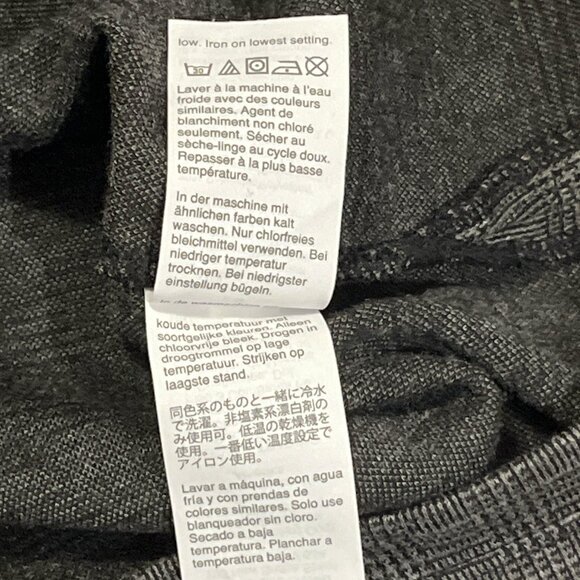 low. Iron on lowest setting.
30
Laver à la machine à l'eau
froide avec des couleurs
similaires. Agent de
blanchiment non chloré
seulement. Sécher au
sèche-linge au cycle doux.
Repasser à la plus basse
température.
In der maschine mit
ähnlichen farben kalt
waschen. Nur chlorfreies
bleichmittel verwenden. Bei
niedriger temperatur
trocknen. Bei niedrigster
einstellung bügeln.
koude temperatuur met
soortgelijke kleuren. Alleen
chloorvrije bleek. Drogen in
droogtrommel op lage
temperatuur. Strijken op
laagste stand.
同色系のものと一緒に冷水
で洗濯。非塩素系漂白剤の
み使用可。低温の乾燥機を
使用。一番低い温度設定で
アイロン使用。
Lavar a máquina, con agua
fría y con prendas de
colores similares. Solo use
blanqueador sin cloro.
Secado a baja
temperatura. Planchar a
temperatura baja.